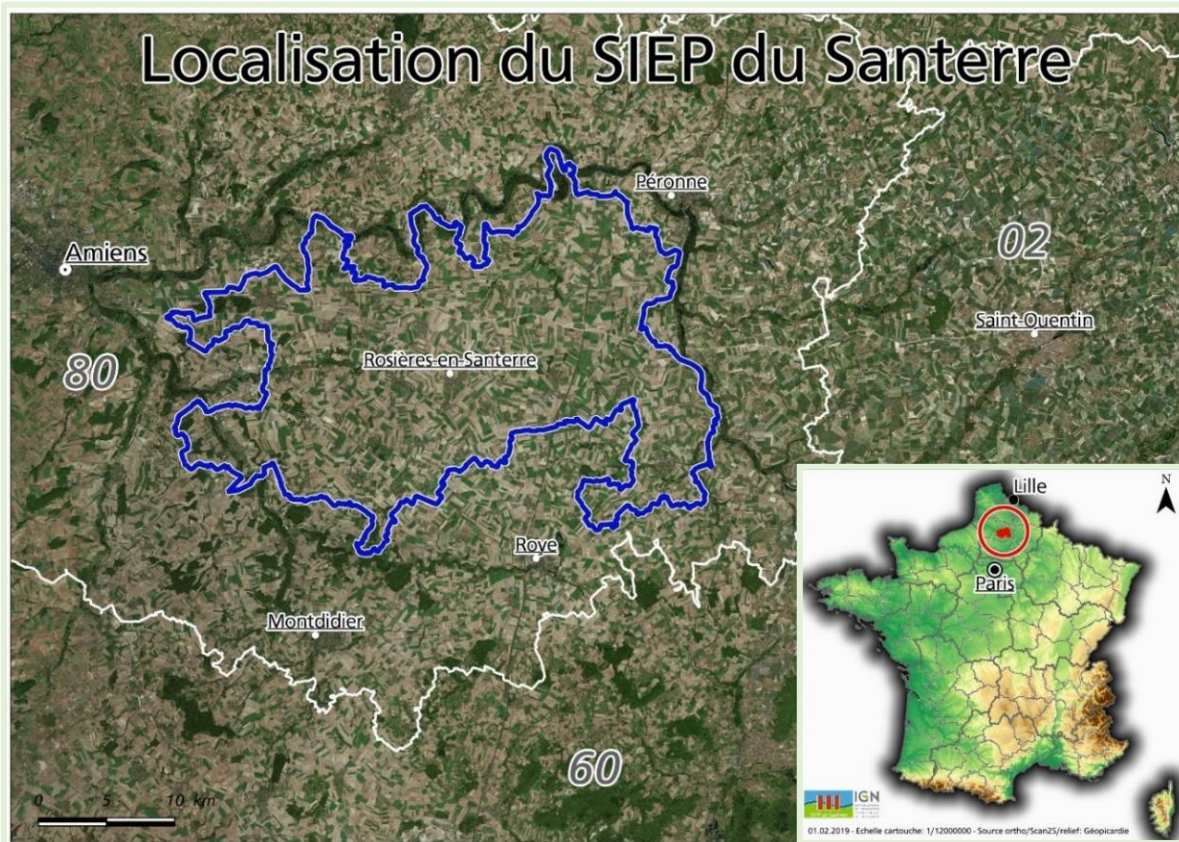 Localisation du SIEP du Santerre
Péronne
Amiens
02
Saint-Quentin
Rosières-en-Santerre
80
N
Lille
Roye
Paris
Montdidier
60
0 5 10 km
IGN
01.02.2019 - Echelle cartouche: 1/12000000 - Source ortho/Scan25/relief: Géopicardie